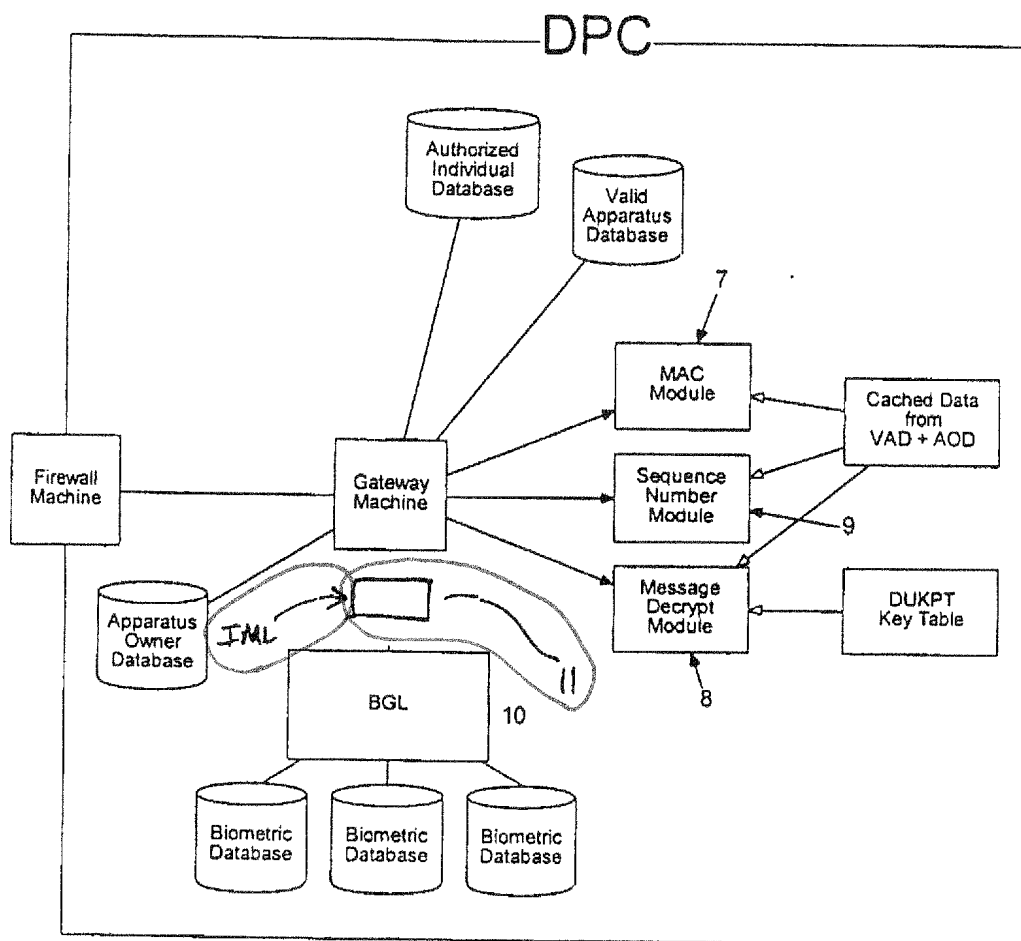 DPC
Authorized
Individual
Database
Valid
Apparatus
Database
7
MAC
Module
Cached Data
from
VAD + AOD
Firewall
Machine
Gateway
Machine
Sequence
Number
Module
9
Apparatus
Owner
Database
IML
Message
Decrypt
Module
DUKPT
Key Table
11
8
BGL
10
Biometric
Database
Biometric
Database
Biometric
Database